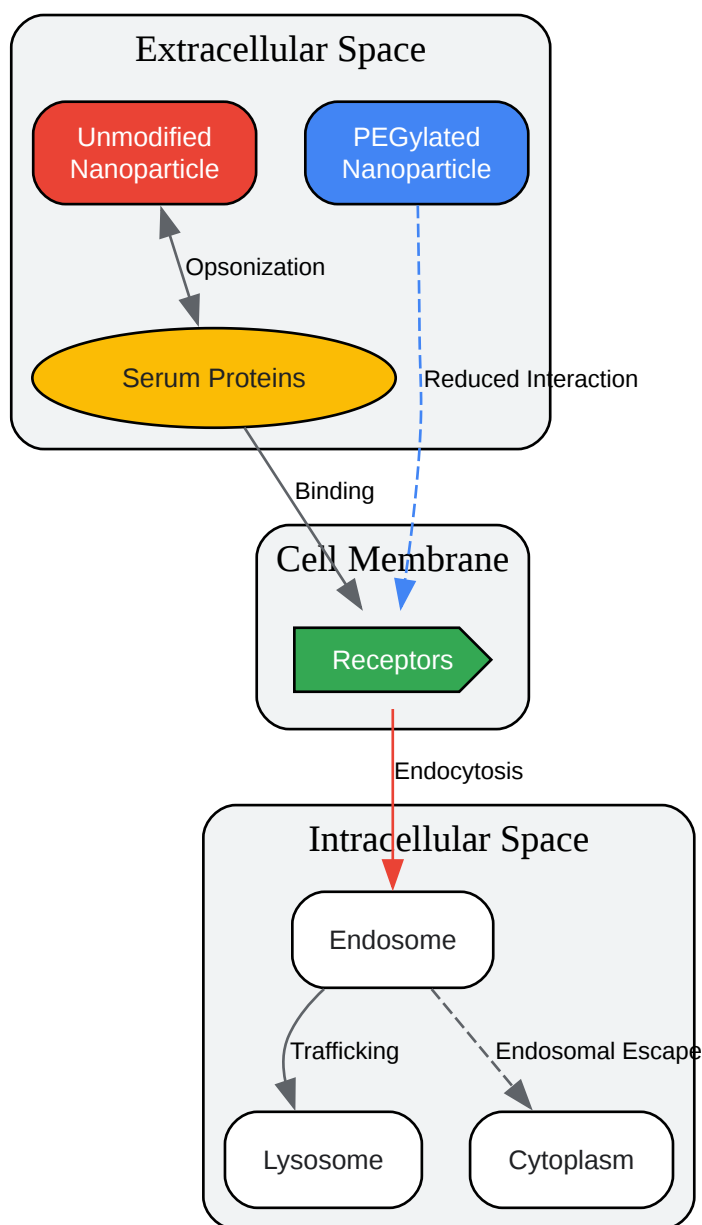 Extracellular Space
Unmodified
Nanoparticle
PEGylated
Nanoparticle
Opsonization
Serum Proteins
Reduced Interaction
Binding
Cell Membrane
Receptors
Endocytosis
Intracellular Space
Endosome
Trafficking
Endosomal Escape
Lysosome
Cytoplasm